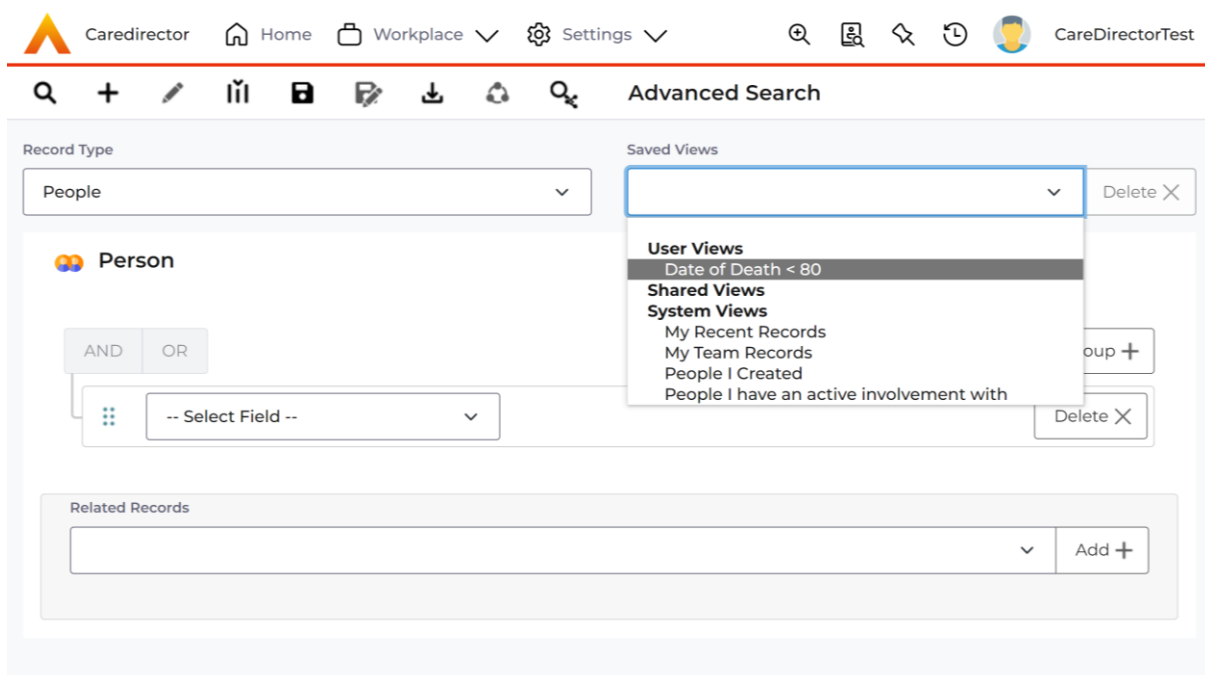 Caredirector Home Workplace Settings CareDirectorTest
Advanced Search
Record Type Saved Views
People Delete
Person
User Views
Date of Death < 80
Shared Views
System Views
My Recent Records
AND OR My Team Records
People I Created
People I have an active involvement with
-- Select Field -- Delete
Related Records
Add